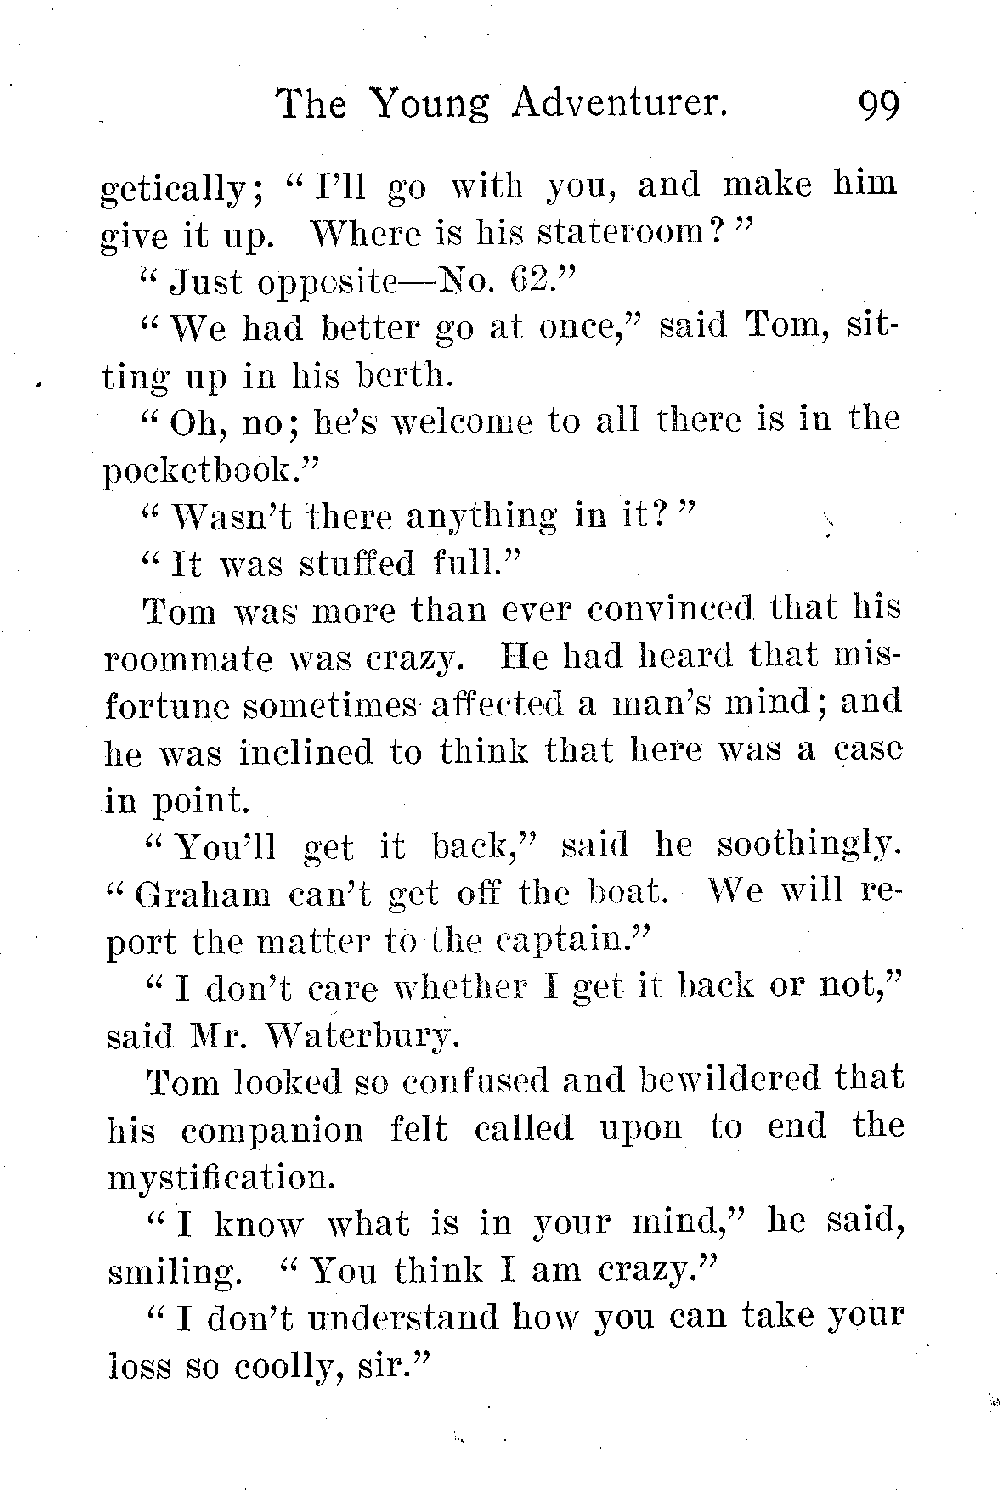 The Young Adventurer. 99
getically; “ I’ll go with you, and make him
give it up. Where is his stateroom? ”
“ Just opposite—No. 62.”
“ We had better go at once,” said Tom, sit-
ting up in his berth.
“ Oh, no; he’s welcome to all there is in the
pocketbook.”
“ Wasn’t there anything in it? ”
“ It was stuffed full.”
Tom was more than ever convinced that his
roommate was crazy. He had heard that mis-
fortune sometimes affected a man’s mind; and
he was inclined to think that here was a case
in point.
“ You’ll get it back,” said he soothingly.
“ Graham can’t get off the boat. We will re-
port the matter to the captain.”
“ I don’t care whether I get it back or not,”
said Mr. Waterbury.
Tom looked so confused and bewildered that
his companion felt called upon to end the
mystification.
“ I know what is in your mind,” he said,
smiling. “ You think I am crazy.”
“ I don’t understand how you can take your
loss so coolly, sir.”